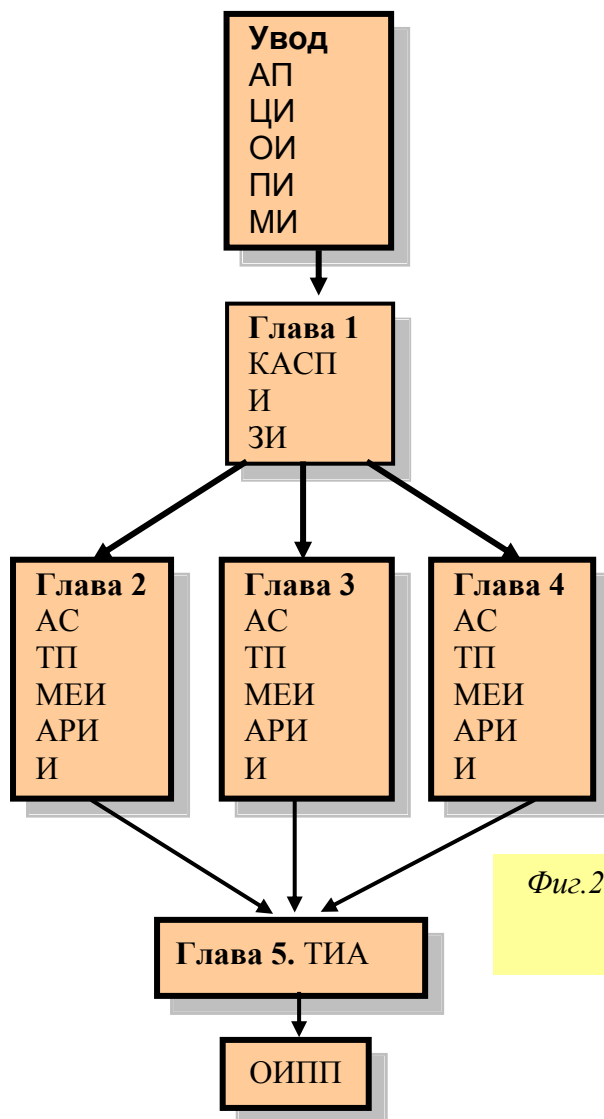 Увод
АП
ЦИ
ОИ
ПИ
МИ
Глава 1
КАСП
И
ЗИ
Глава 2
АС
ТП
МЕИ
АРИ
И
Глава 3
АС
ТП
МЕИ
АРИ
И
Глава 4
АС
ТП
МЕИ
АРИ
И
Фиг.2
Глава 5. ТИА
ОИПП